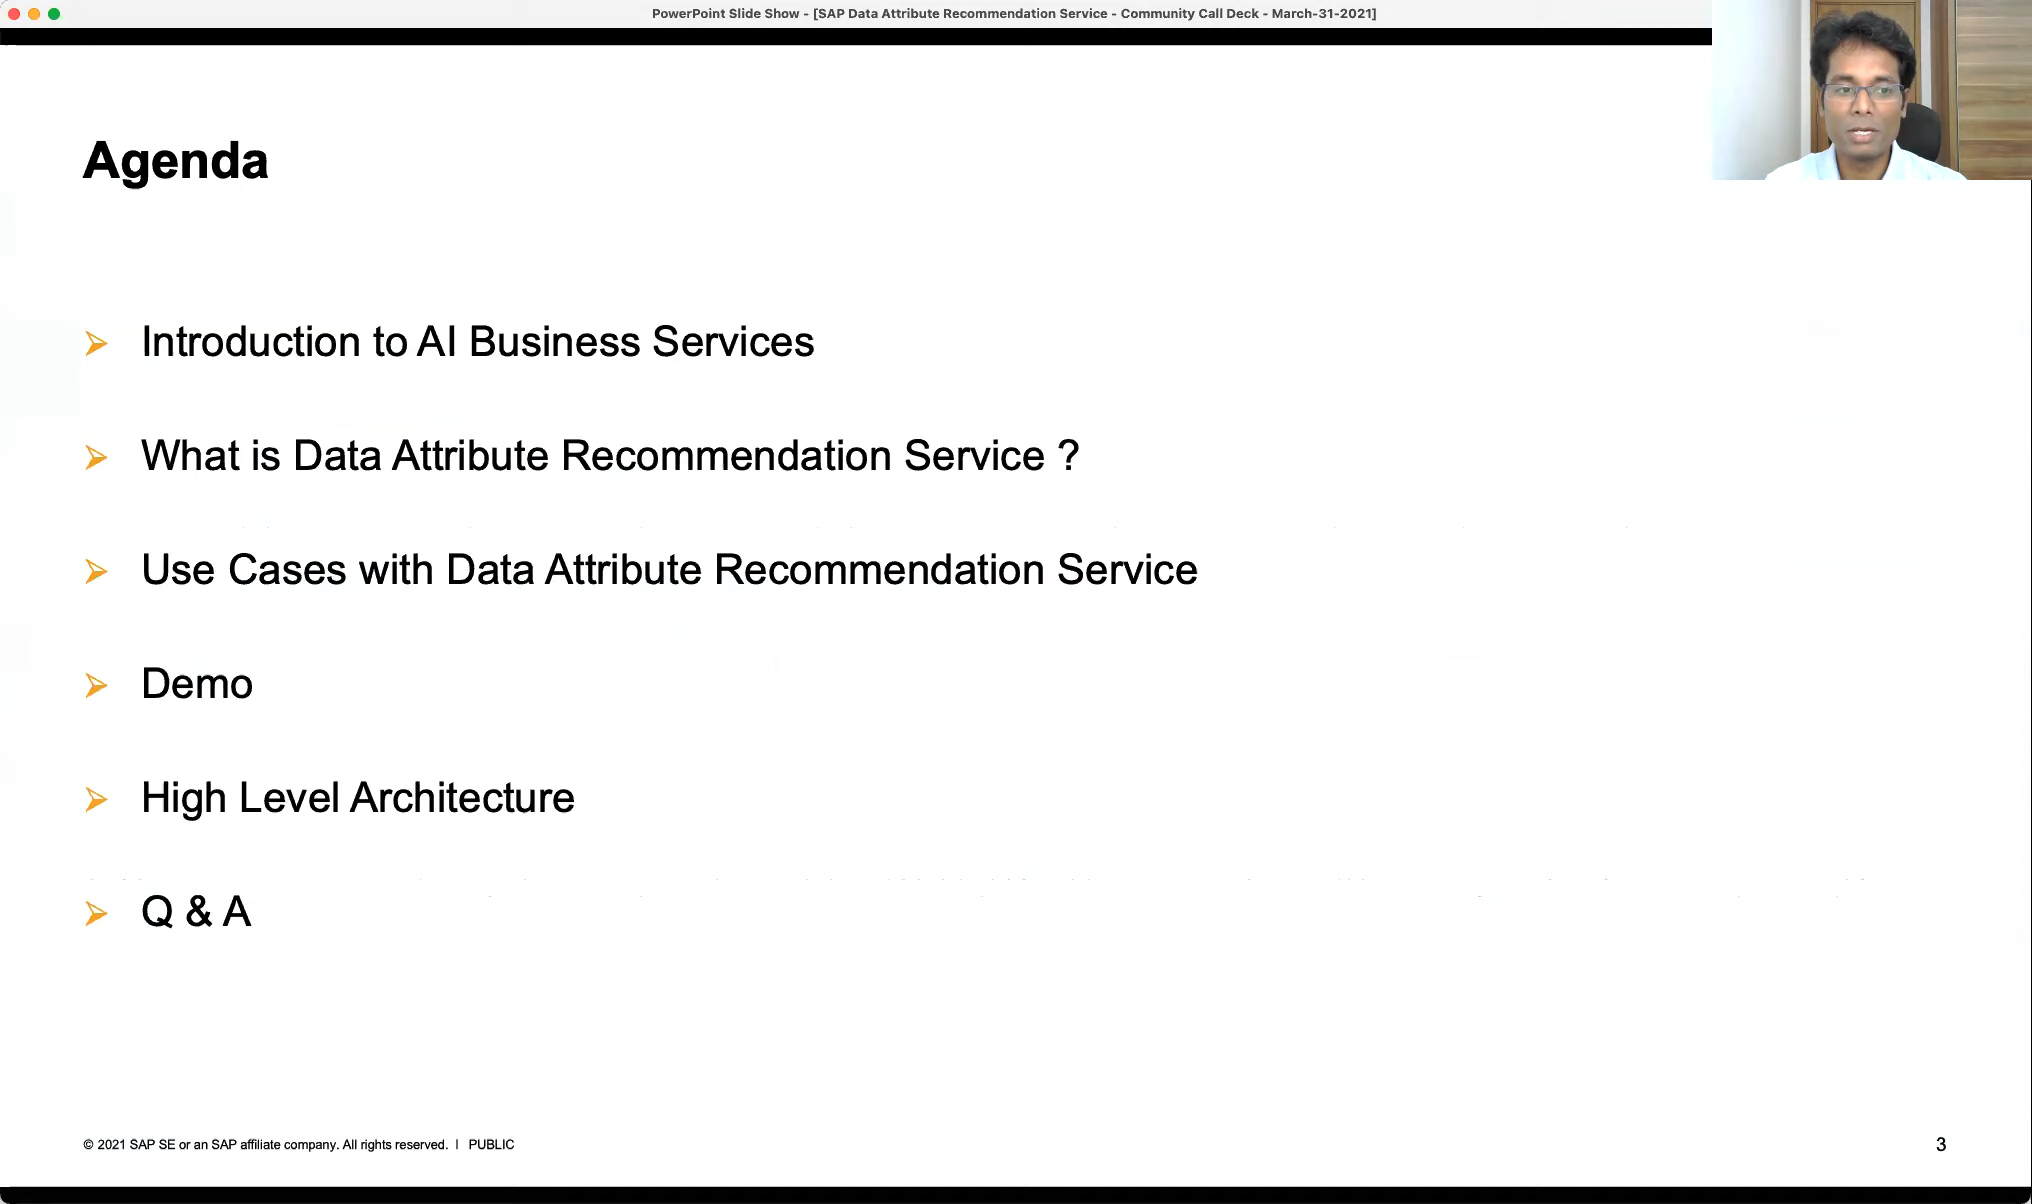 PowerPoint Slide Show - [SAP Data Attribute Recommendation Service - Community Call Deck - March-31-2021]
Agenda
Introduction to AI Business Services
What is Data Attribute Recommendation Service ?
Use Cases with Data Attribute Recommendation Service
Demo
High Level Architecture
Q & A
© 2021 SAP SE or an SAP affiliate company. All rights reserved. | PUBLIC
3